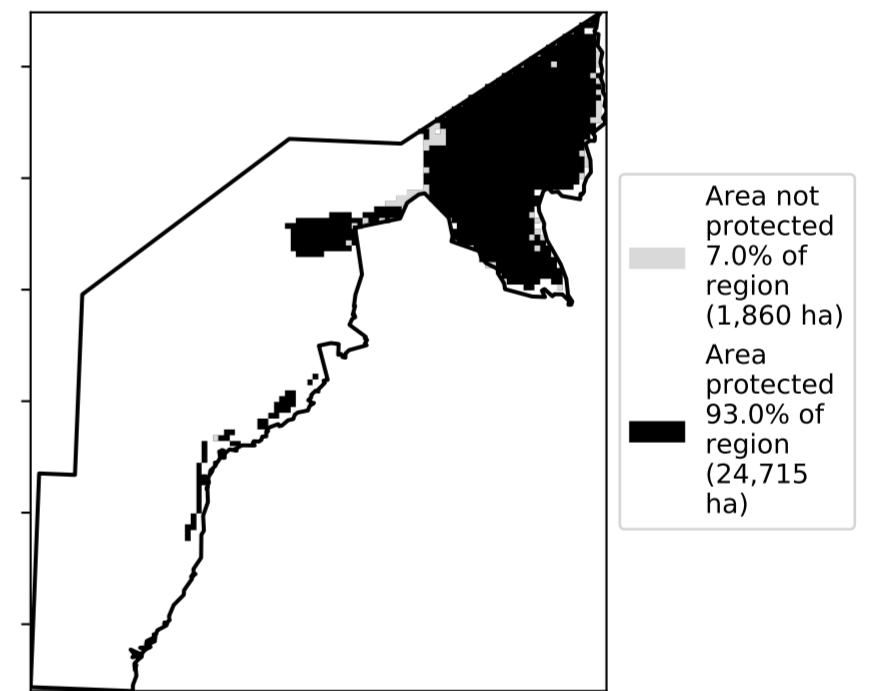 Area not
protected
7.0% of
region
(1,860 ha)
Area
protected
93.0% of
region
(24,715
ha)